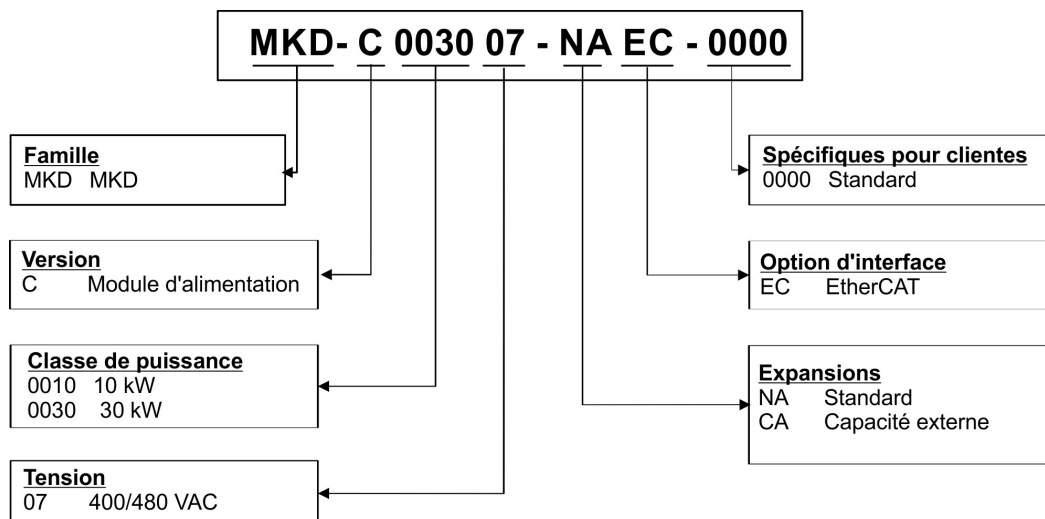 MKD- C 0030 07 - NA EC - 0000
Famille
MKD MKD
Version
C Module d'alimentation
Classe de puissance
0010 10 kW
0030 30 kW
Tension
07 400/480 VAC
Spécifiques pour clientes
0000 Standard
Option d'interface
EC EtherCAT
Expansions
NA Standard
CA Capacité externe